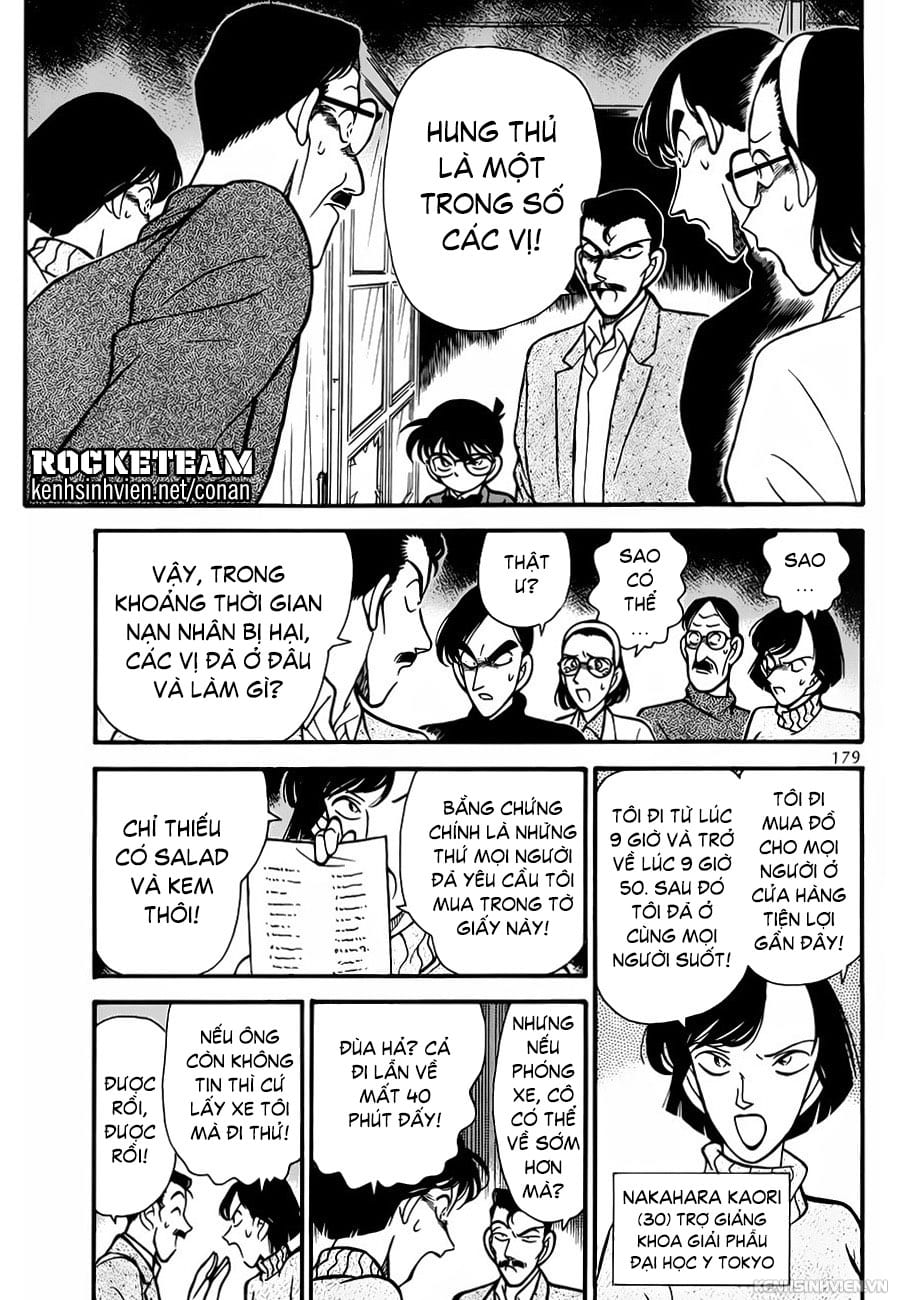 HUNG THỦ
LÀ MỘT
TRONG SỐ
CÁC VỊ!
ROCKETEAM
kenhsinhvien.net/conan
SAO
...
SAO
CÓ
THỂ
...
THẬT
Ư?
VẬY, TRONG
KHOẢNG THỜI GIAN
NẠN NHÂN BỊ HẠI,
CÁC VỊ ĐÃ Ở ĐÂU
VÀ LÀM GÌ?
179
TÔI ĐI
MUA ĐỒ
CHO MỌI
NGƯỜI Ở
CỬA HÀNG
TIỆN LỢI
GẦN ĐÂY!
TÔI ĐI TỪ LÚC
9 GIỜ VÀ TRỞ
VỀ LÚC 9 GIỜ
50. SAU ĐÓ
TÔI ĐÃ Ở
CÙNG MỌI
NGƯỜI SUỐT!
NAKAHARA KAORI
(30) TRỢ GIẢNG
KHOA GIẢI PHẪU
ĐẠI HỌC Y TOKYO
BẰNG CHỨNG
CHÍNH LÀ NHỮNG
THỨ MỌI NGƯỜI
ĐÃ YÊU CẦU TÔI
MUA TRONG TỜ
GIẤY NÀY!
CHỈ THIẾU
CÓ SALAD
VÀ KEM
THÔI!
NHƯNG
NẾU
PHÓNG
XE, CÔ
CÓ THỂ
VỀ SỚM
HƠN
MÀ?
ĐÙA HẢ? CẢ
ĐI LẪN VỀ
MẤT 40
PHÚT ĐẤY!
NẾU ÔNG
CÒN KHÔNG
TIN THÌ CỨ
LẤY XE TÔI
MÀ ĐI THỬ!
ĐƯỢC
RỒI,
ĐƯỢC
RỒI!
KENHSINHVIEN.VN